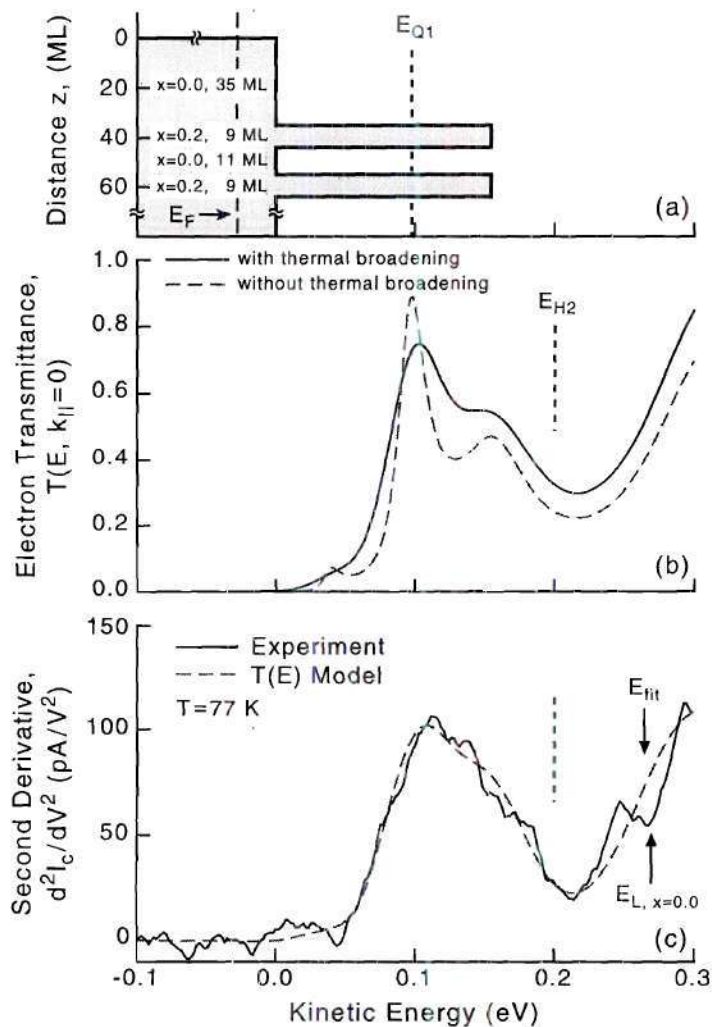 E_Q1
0
20
40
60
Distance z, (ML)
x=0.0, 35 ML
x=0.2, 9 ML
x=0.0, 11 ML
x=0.2, 9 ML
E_F →
(a)
1.0
0.8
0.6
0.4
0.2
0.0
Electron Transmittance,
T(E, k_||=0)
with thermal broadening
without thermal broadening
E_H2
(b)
150
100
50
0
Second Derivative,
d²I_c/dV² (pA/V²)
Experiment
T(E) Model
T=77 K
E_fit
E_L, x=0.0
(c)
-0.1 0.0 0.1 0.2 0.3
Kinetic Energy (eV)